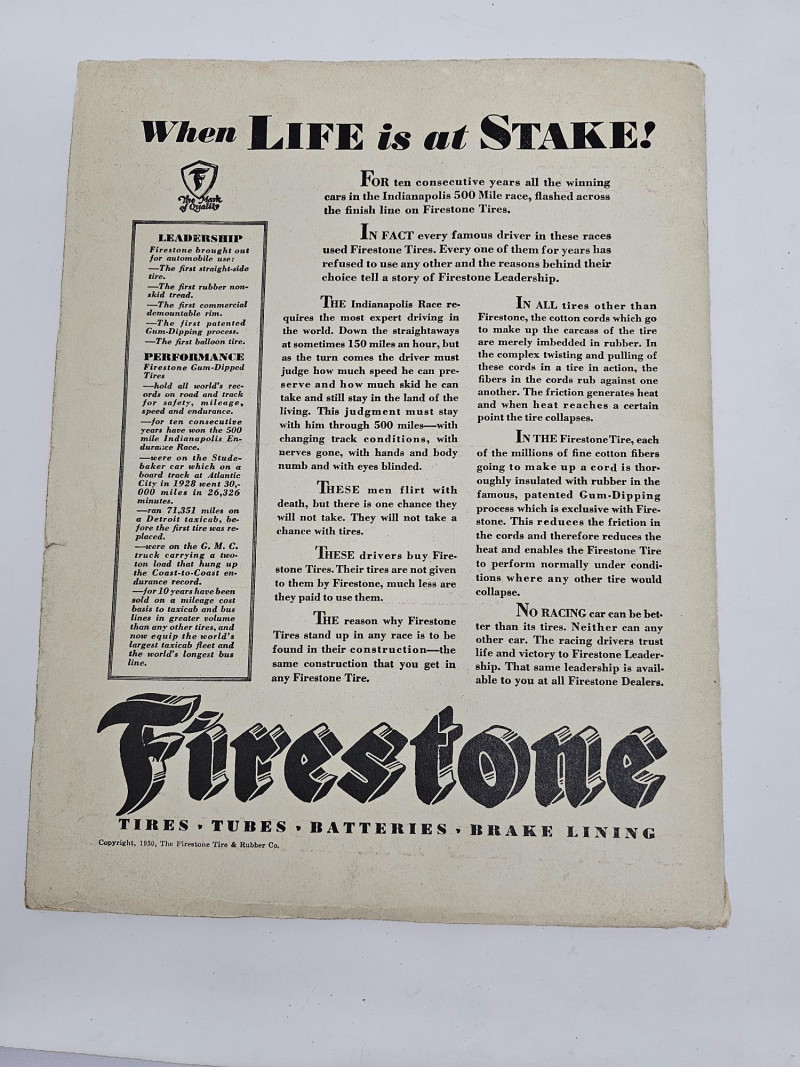 When LIFE is at STAKE!
F
The Mark
of Quality
FOR ten consecutive years all the winning
cars in the Indianapolis 500 Mile race, flashed across
the finish line on Firestone Tires.
IN FACT every famous driver in these races
used Firestone Tires. Every one of them for years has
refused to use any other and the reasons behind their
choice tell a story of Firestone Leadership.
LEADERSHIP
Firestone brought out
for automobile use:
—The first straight-side
tire.
—The first rubber non-
skid tread.
—The first commercial
demountable rim.
—The first patented
Gum-Dipping process.
—The first balloon tire.
PERFORMANCE
Firestone Gum-Dipped
Tires
—hold all world's rec-
ords on road and track
for safety, mileage,
speed and endurance.
—for ten consecutive
years have won the 500
mile Indianapolis En-
durance Race.
—were on the Stude-
baker car which on a
board track at Atlantic
City in 1928 went 30,-
000 miles in 26,326
minutes.
—ran 71,351 miles on
a Detroit taxicab, be-
fore the first tire was re-
placed.
—were on the G. M. C.
truck carrying a two-
ton load that hung up
the Coast-to-Coast en-
durance record.
—for 10 years have been
sold on a mileage cost
basis to taxicab and bus
lines in greater volume
than any other tires, and
now equip the world's
largest taxicab fleet and
the world's longest bus
line.
THE Indianapolis Race re-
quires the most expert driving in
the world. Down the straightaways
at sometimes 150 miles an hour, but
as the turn comes the driver must
judge how much speed he can pre-
serve and how much skid he can
take and still stay in the land of the
living. This judgment must stay
with him through 500 miles—with
changing track conditions, with
nerves gone, with hands and body
numb and with eyes blinded.
THESE men flirt with
death, but there is one chance they
will not take. They will not take a
chance with tires.
THESE drivers buy Fire-
stone Tires. Their tires are not given
to them by Firestone, much less are
they paid to use them.
THE reason why Firestone
Tires stand up in any race is to be
found in their construction—the
same construction that you get in
any Firestone Tire.
IN ALL tires other than
Firestone, the cotton cords which go
to make up the carcass of the tire
are merely imbedded in rubber. In
the complex twisting and pulling of
these cords in a tire in action, the
fibers in the cords rub against one
another. The friction generates heat
and when heat reaches a certain
point the tire collapses.
IN THE Firestone Tire, each
of the millions of fine cotton fibers
going to make up a cord is thor-
oughly insulated with rubber in the
famous, patented Gum-Dipping
process which is exclusive with Fire-
stone. This reduces the friction in
the cords and therefore reduces the
heat and enables the Firestone Tire
to perform normally under condi-
tions where any other tire would
collapse.
NO RACING car can be bet-
ter than its tires. Neither can any
other car. The racing drivers trust
life and victory to Firestone Leader-
ship. That same leadership is avail-
able to you at all Firestone Dealers.
Firestone
TIRES • TUBES • BATTERIES • BRAKE LINING
Copyright, 1930, The Firestone Tire & Rubber Co.